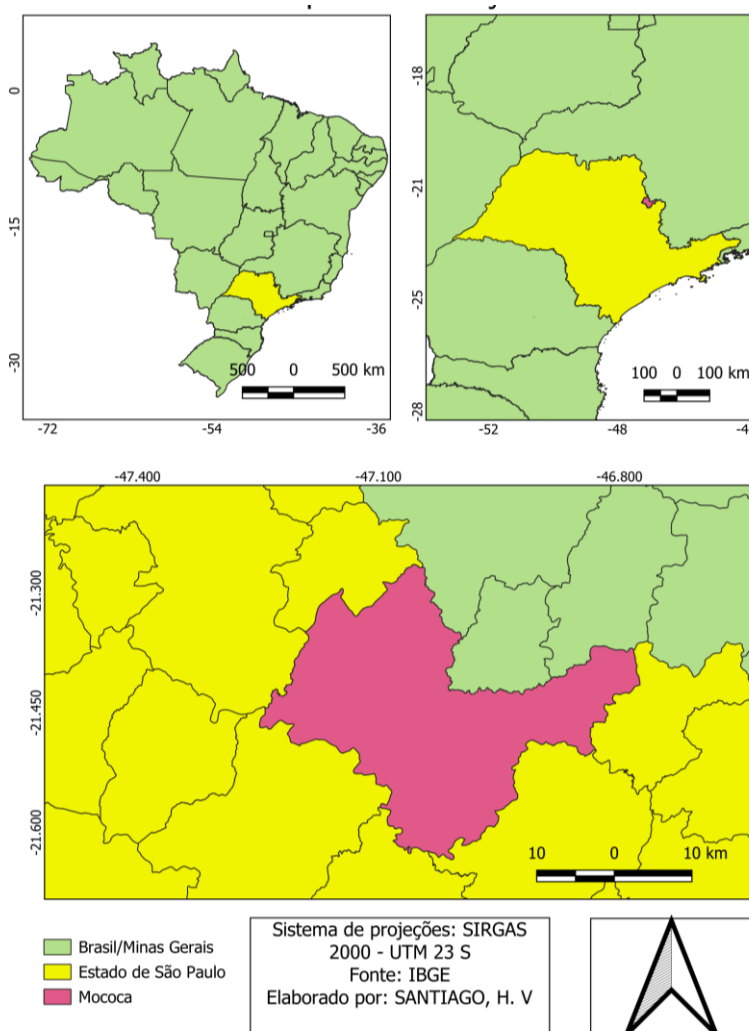 0
-15
-30
500 0 500 km
-72 -54 -36
-18
-21
-25
-28
100 0 100 km
-52 -48
-47.400 -47.100 -46.800
-21.300
-21.450
-21.600
10 0 10 km
Brasil/Minas Gerais
Estado de São Paulo
Mococa
Sistema de projeções: SIRGAS
2000 - UTM 23 S
Fonte: IBGE
Elaborado por: SANTIAGO, H. V